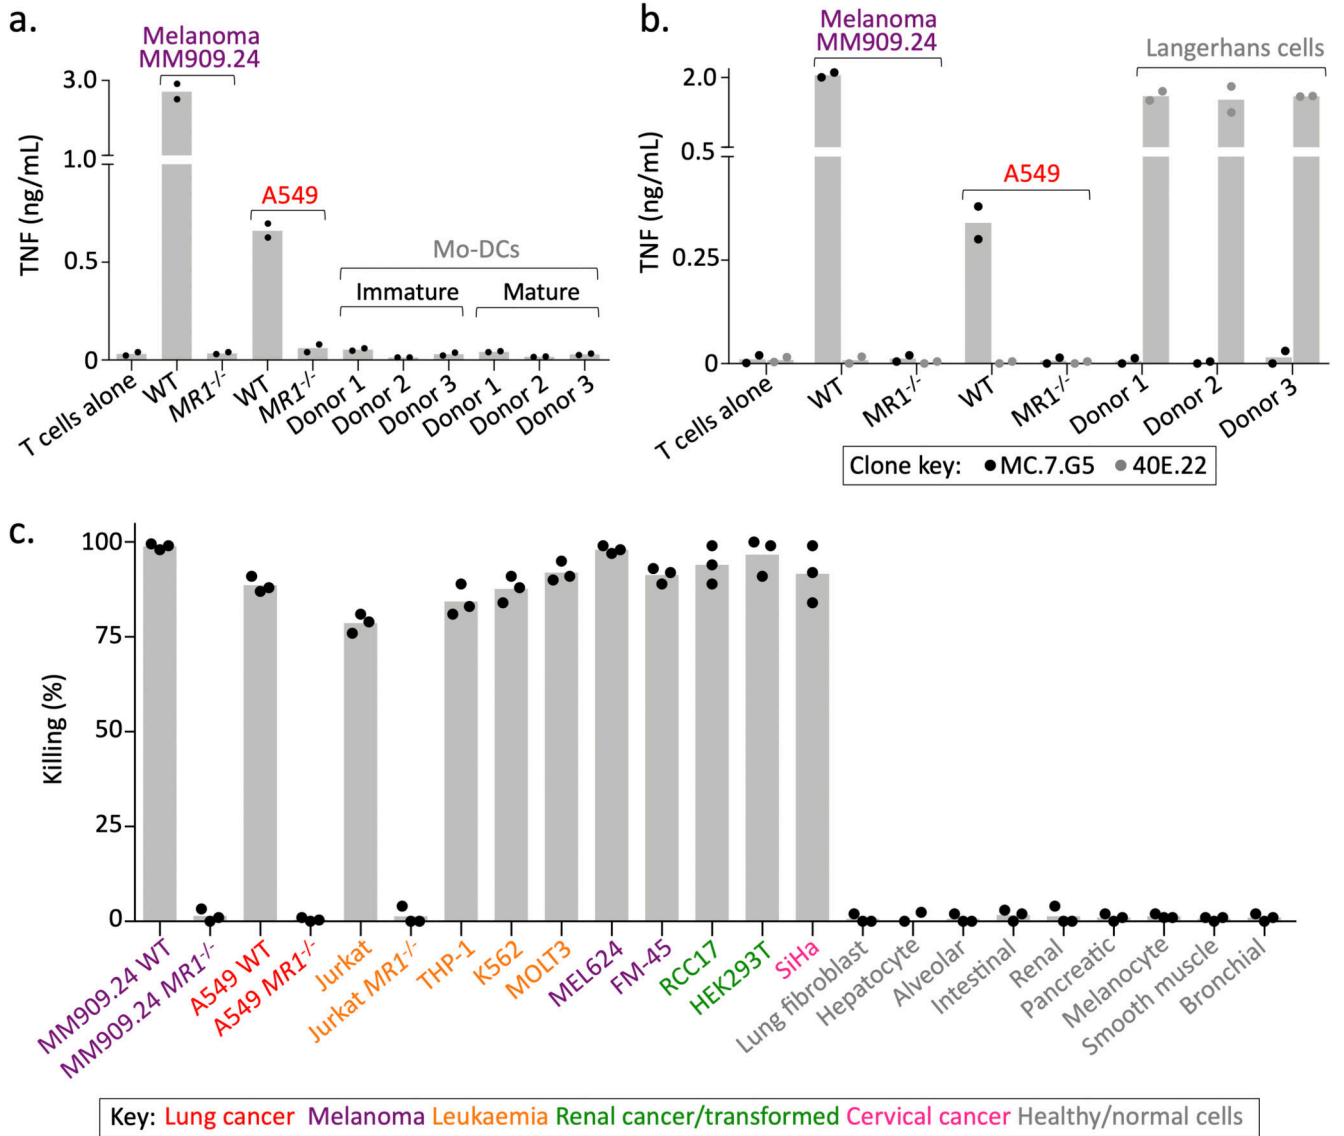 a.
Melanoma
MM909.24
3.0
1.0
1.0
0.5
0
TNF (ng/mL)
A549
Mo-DCs
Immature
Mature
T cells alone
WT
MR1-/-
WT
MR1-/-
Donor 1
Donor 2
Donor 3
Donor 1
Donor 2
Donor 3
b.
Melanoma
MM909.24
Langerhans cells
2.0
0.5
0.5
0.25
0
TNF (ng/mL)
A549
T cells alone
WT
MR1-/-
WT
MR1-/-
Donor 1
Donor 2
Donor 3
Clone key: MC.7.G5 40E.22
c.
100
75
50
25
0
Killing (%)
MM909.24 WT
MM909.24 MR1-/-
A549 WT
A549 MR1-/-
Jurkat
Jurkat MR1-/-
THP-1
K562
MOLT3
MEL624
FM-45
RCC17
HEK293T
SiHa
Lung fibroblast
Hepatocyte
Alveolar
Intestinal
Renal
Pancreatic
Melanocyte
Smooth muscle
Bronchial
Key: Lung cancer Melanoma Leukaemia Renal cancer/transformed Cervical cancer Healthy/normal cells